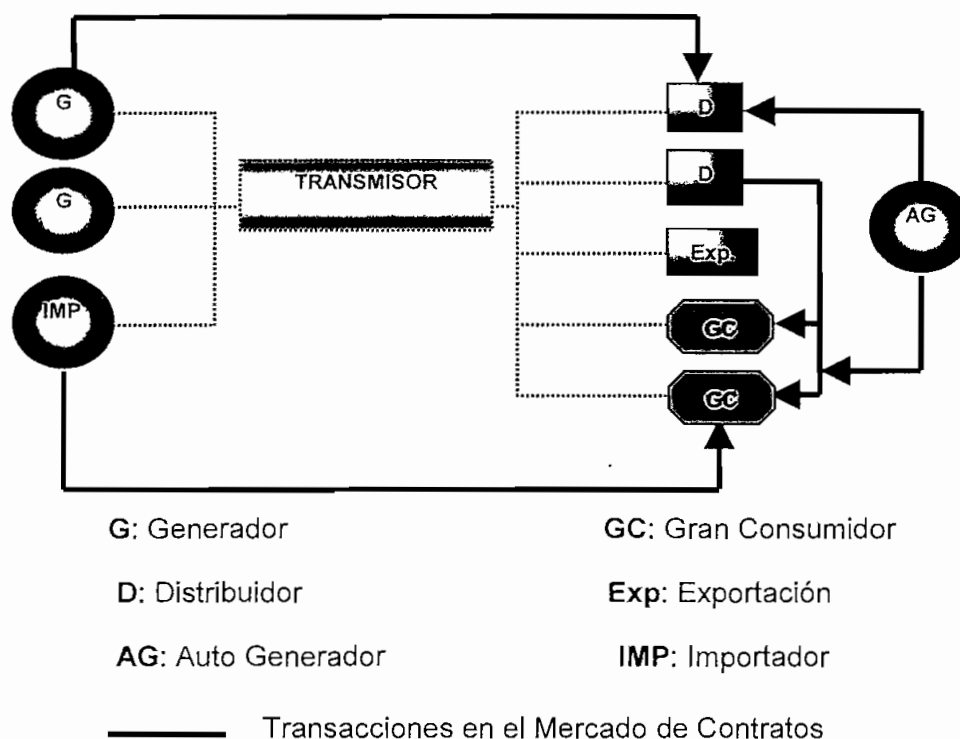 G
D
TRANSMISOR
D
G
AG
Exp.
IMP
GC
GC
G: Generador
GC: Gran Consumidor
D: Distribuidor
Exp: Exportación
AG: Auto Generador
IMP: Importador
Transacciones en el Mercado de Contratos